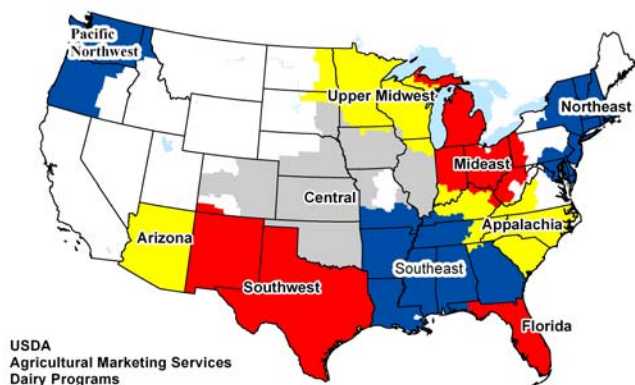 Pacific
Northwest
Upper Midwest
Northeast
Mideast
Central
Appalachia
Arizona
Southeast
Southwest
Florida
USDA
Agricultural Marketing Services
Dairy Programs